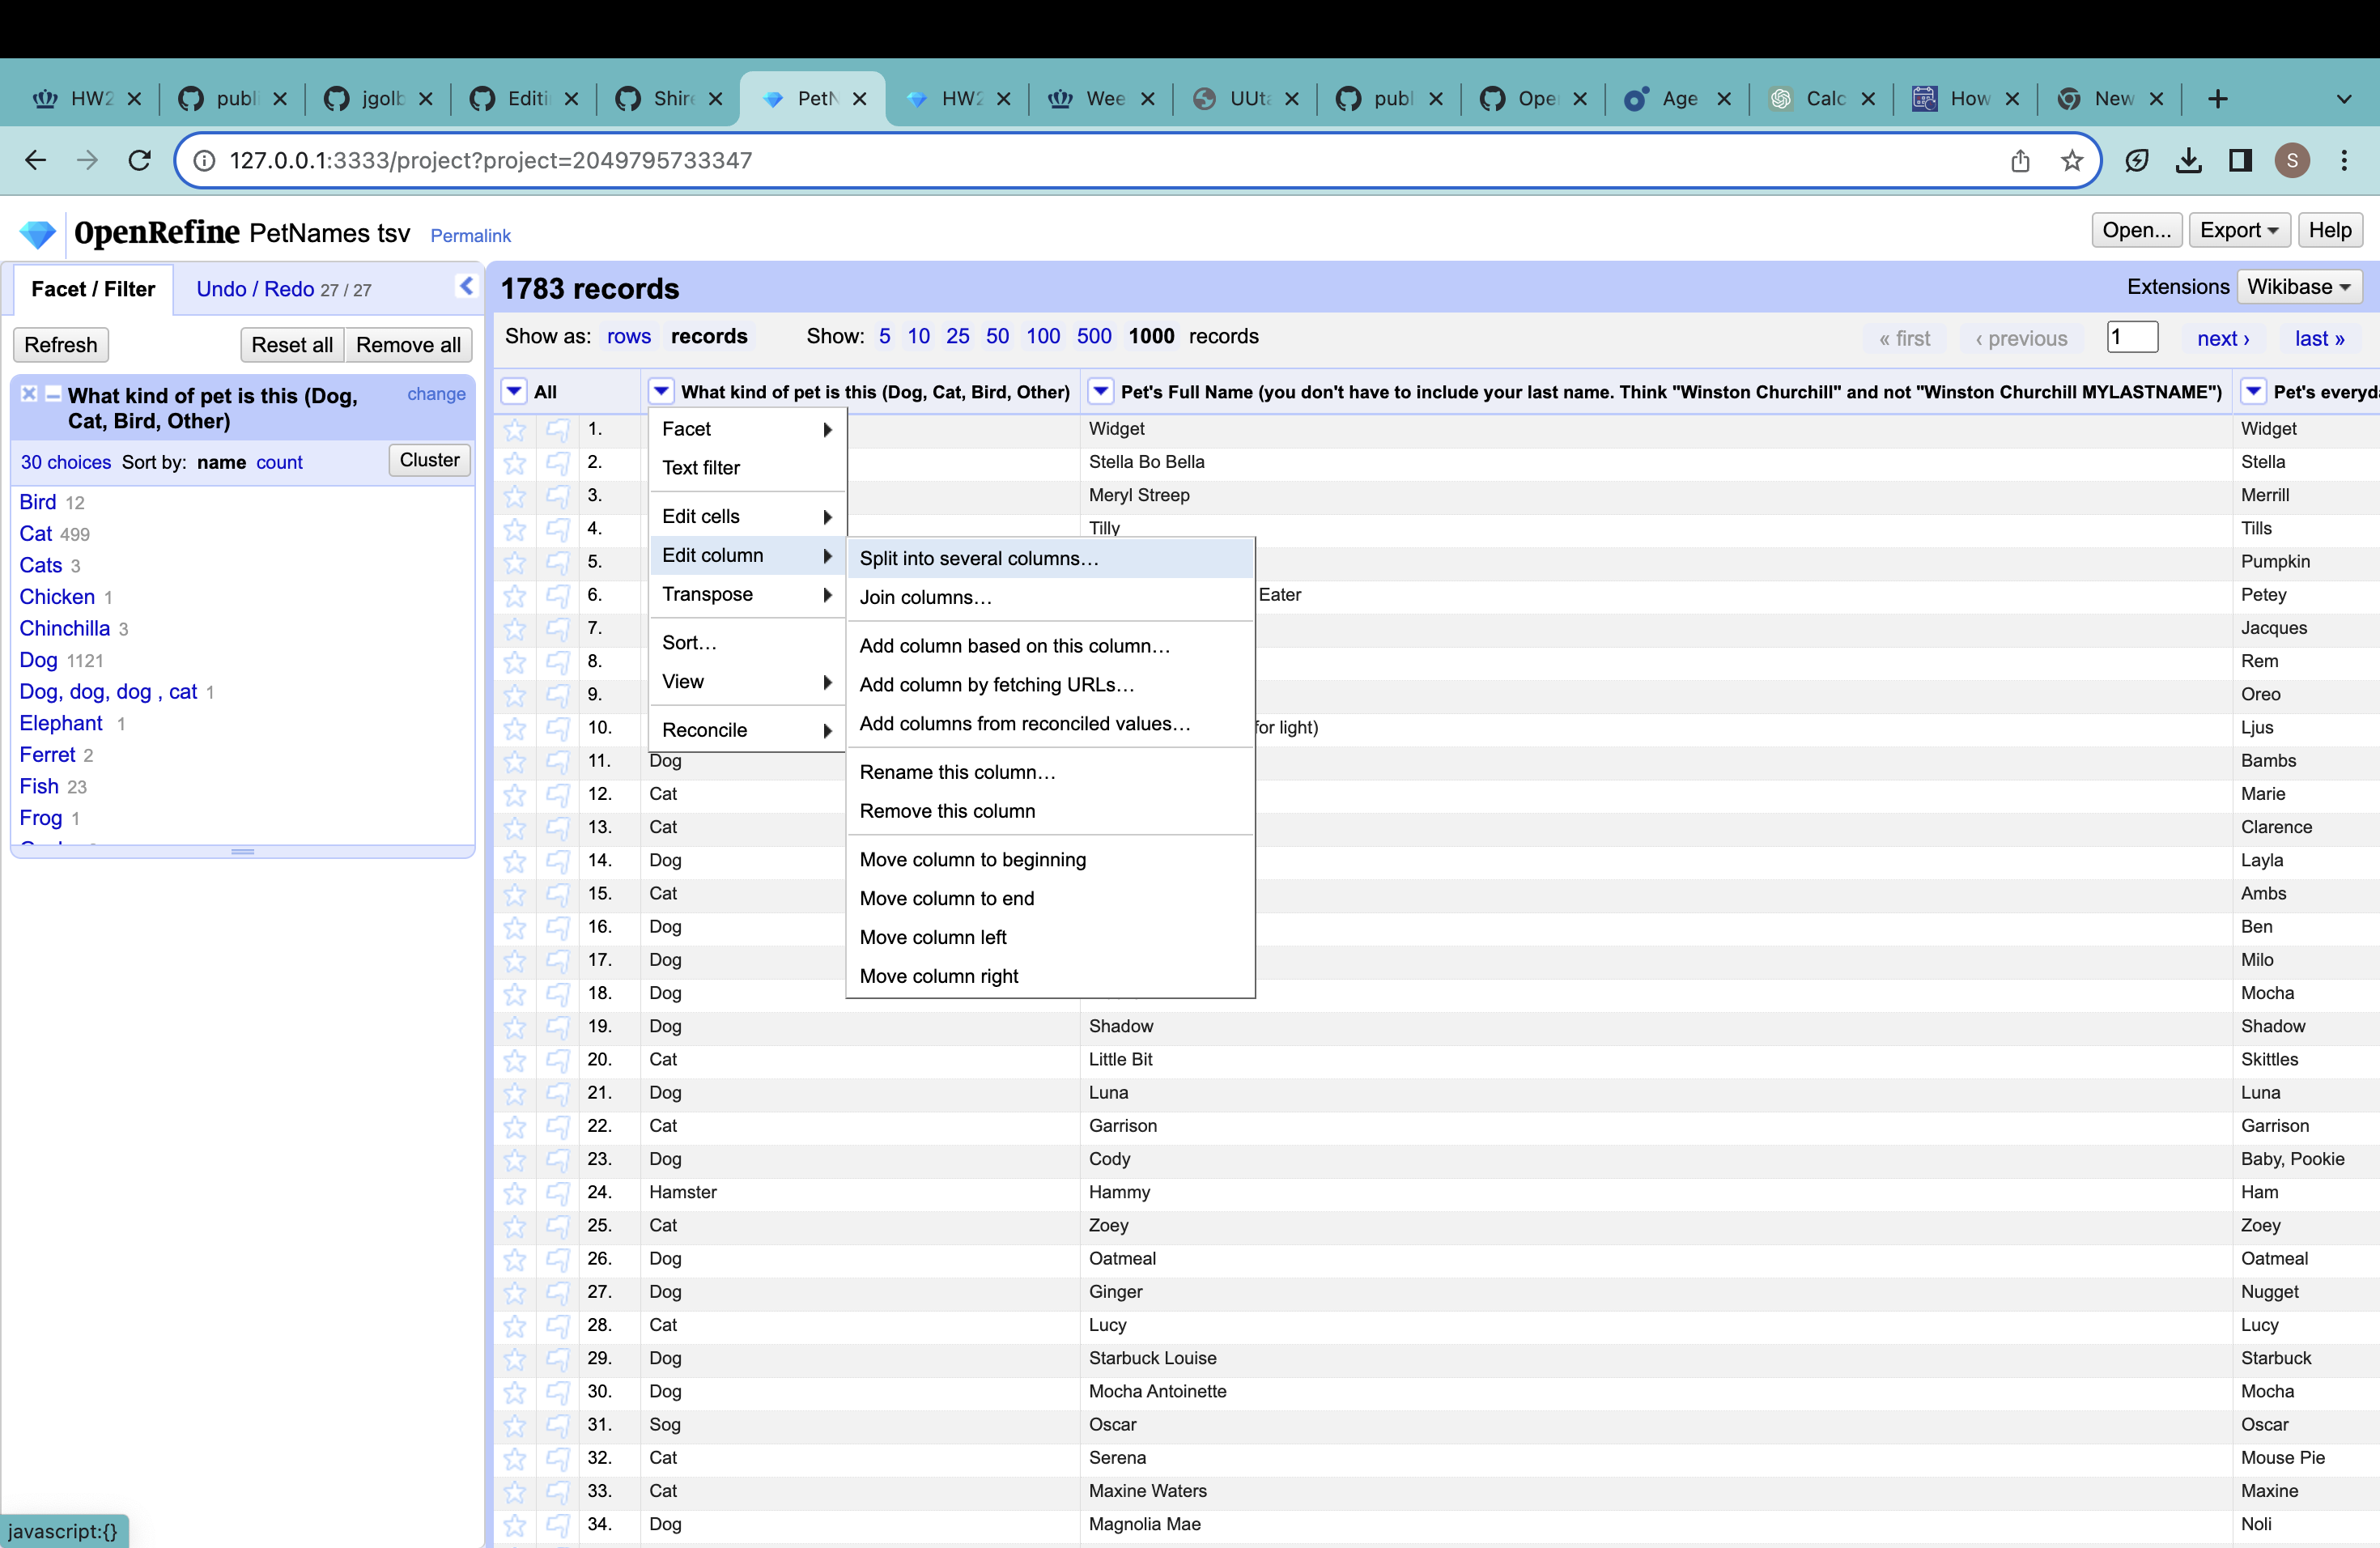 HW2 publ jgolb Editi Shire PetN HW2 Wee UUta publ Oper Age Calc How New
127.0.0.1:3333/project?project=2049795733347 S
OpenRefine PetNames tsv Permalink Open... Export Help
Facet / Filter Undo / Redo 27 / 27 1783 records Extensions Wikibase
Refresh Reset all Remove all Show as: rows records Show: 5 10 25 50 100 500 1000 records « first ‹ previous 1 next › last »
What kind of pet is this (Dog, Cat, Bird, Other) change
30 choices Sort by: name count Cluster
Bird 12
Cat 499
Cats 3
Chicken 1
Chinchilla 3
Dog 1121
Dog, dog, dog , cat 1
Elephant 1
Ferret 2
Fish 23
Frog 1
All What kind of pet is this (Dog, Cat, Bird, Other) Pet's Full Name (you don't have to include your last name. Think "Winston Churchill" and not "Winston Churchill MYLASTNAME") Pet's everyd
Facet
Text filter
Edit cells
Edit column
Transpose
Sort...
View
Reconcile
Split into several columns...
Join columns...
Add column based on this column...
Add column by fetching URLs...
Add columns from reconciled values...
Rename this column...
Remove this column
Move column to beginning
Move column to end
Move column left
Move column right
1. Widget Widget
2. Stella Bo Bella Stella
3. Meryl Streep Merrill
4. Tilly Tills
5. Pumpkin
6. Eater Petey
7. Jacques
8. Rem
9. Oreo
10. for light) Ljus
11. Dog Bambs
12. Cat Marie
13. Cat Clarence
14. Dog Layla
15. Cat Ambs
16. Dog Ben
17. Dog Milo
18. Dog Mocha
19. Dog Shadow Shadow
20. Cat Little Bit Skittles
21. Dog Luna Luna
22. Cat Garrison Garrison
23. Dog Cody Baby, Pookie
24. Hamster Hammy Ham
25. Cat Zoey Zoey
26. Dog Oatmeal Oatmeal
27. Dog Ginger Nugget
28. Cat Lucy Lucy
29. Dog Starbuck Louise Starbuck
30. Dog Mocha Antoinette Mocha
31. Sog Oscar Oscar
32. Cat Serena Mouse Pie
33. Cat Maxine Waters Maxine
34. Dog Magnolia Mae Noli
javascript:{}